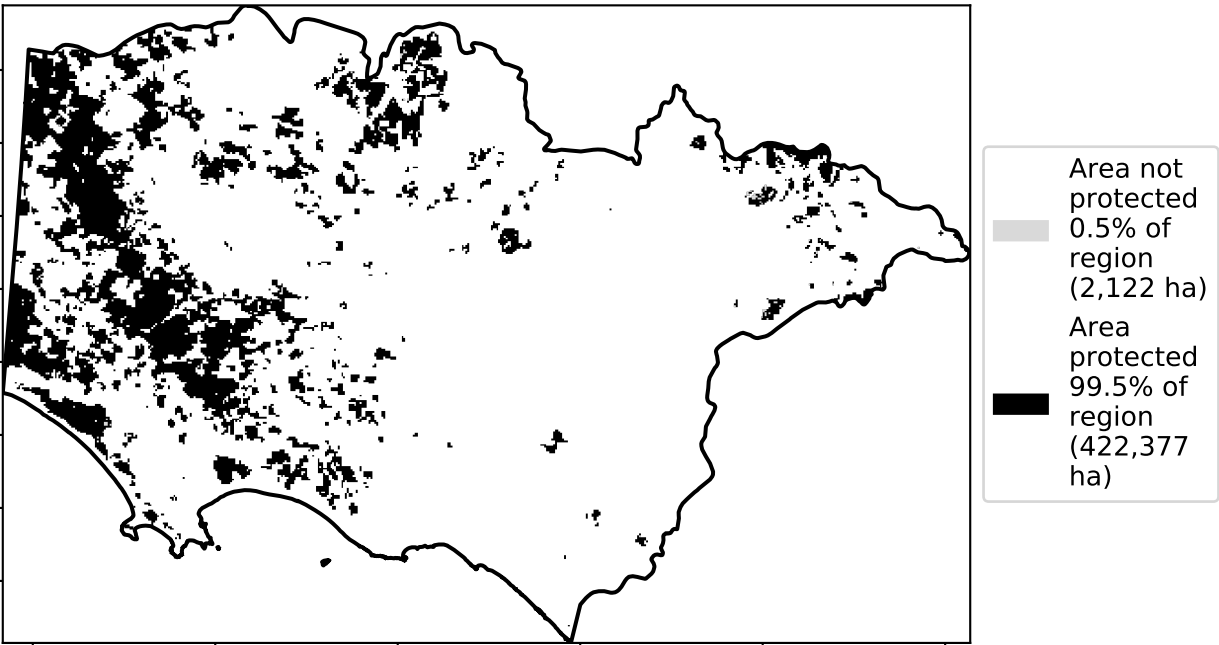 Area not
protected
0.5% of
region
(2,122 ha)
Area
protected
99.5% of
region
(422,377
ha)